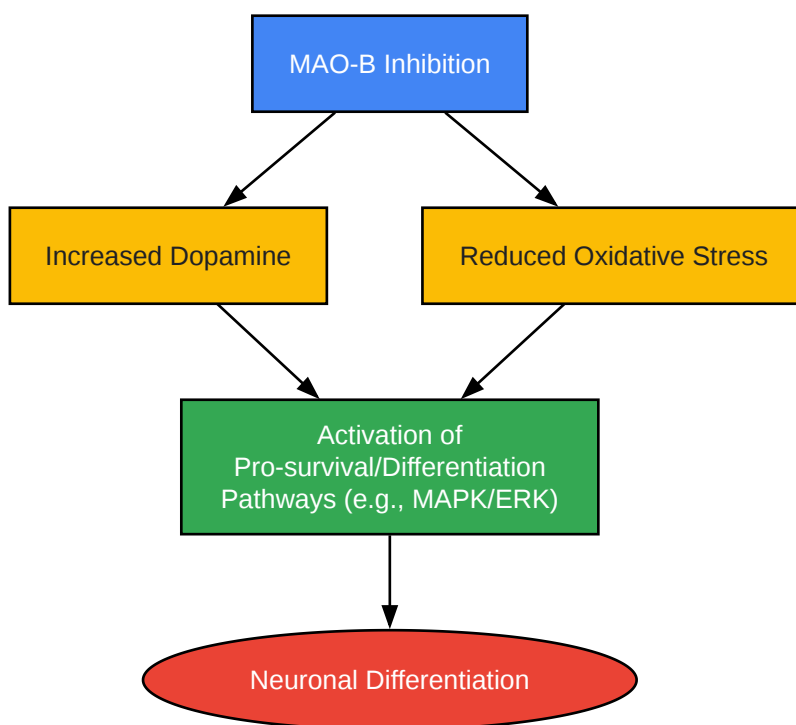 MAO-B Inhibition
Increased Dopamine
Reduced Oxidative Stress
Activation of
Pro-survival/Differentiation
Pathways (e.g., MAPK/ERK)
Neuronal Differentiation